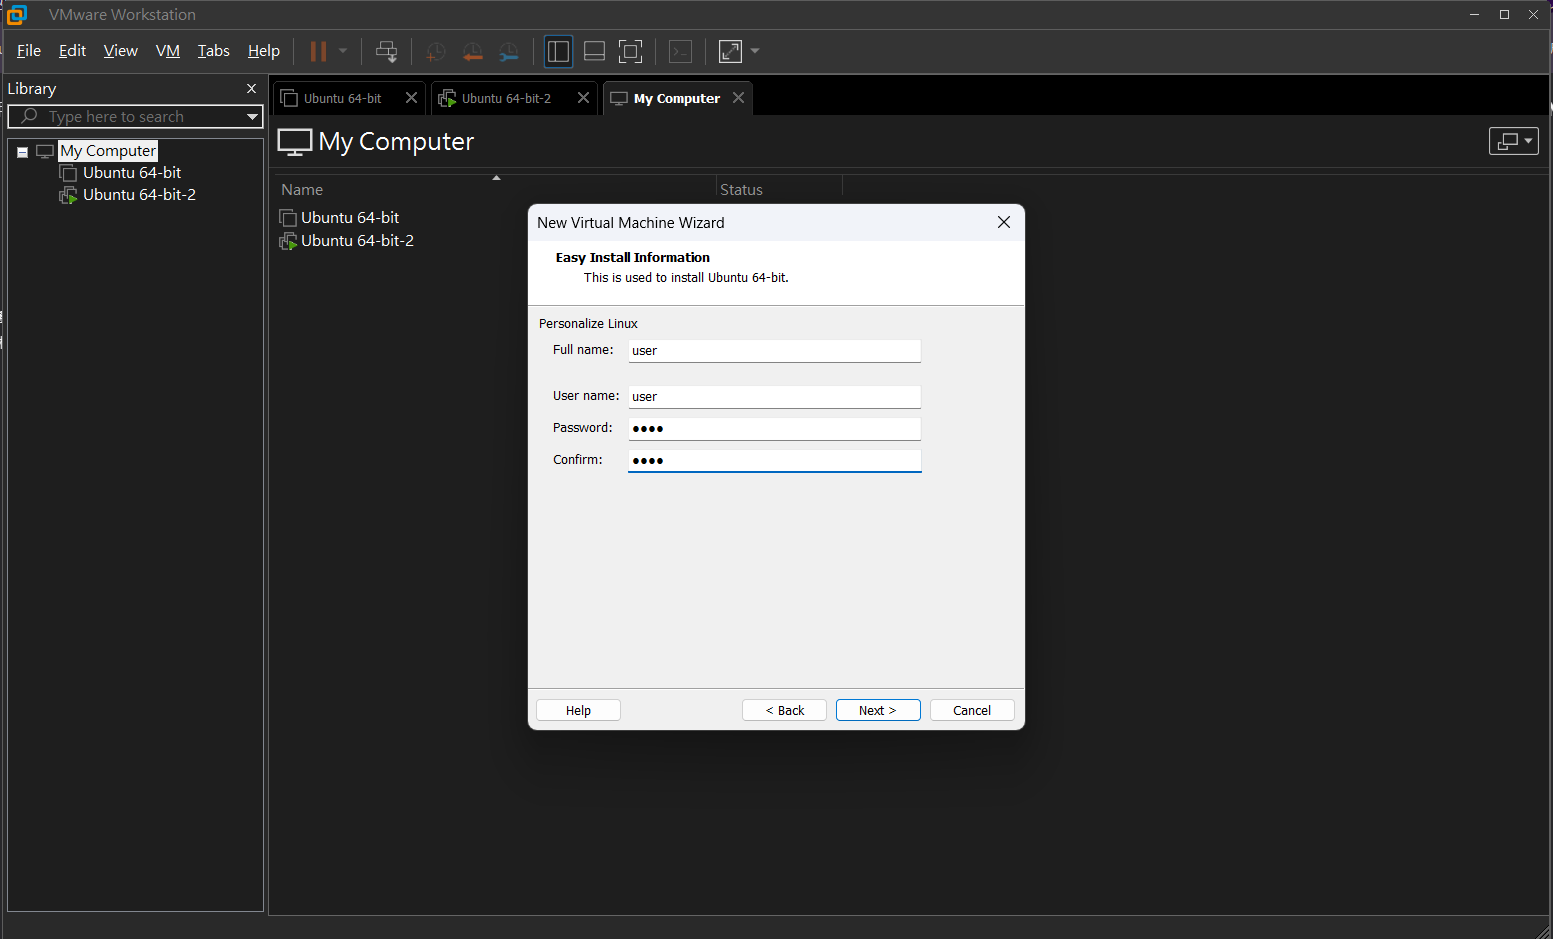 VMware Workstation
File Edit View VM Tabs Help
Library
Type here to search
My Computer
Ubuntu 64-bit
Ubuntu 64-bit-2
Ubuntu 64-bit
Ubuntu 64-bit-2
My Computer
My Computer
Name Status
Ubuntu 64-bit
Ubuntu 64-bit-2
New Virtual Machine Wizard
Easy Install Information
This is used to install Ubuntu 64-bit.
Personalize Linux
Full name: user
User name: user
Password: ●●●●
Confirm: ●●●●
Help < Back Next > Cancel